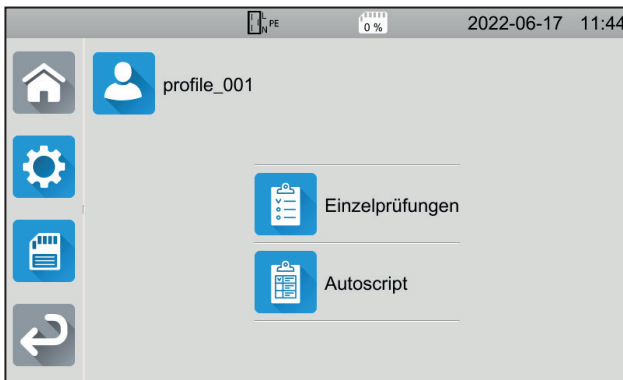 L
N PE
0 % 2022-06-17 11:44
profile_001
Einzelprüfungen
Autoscript